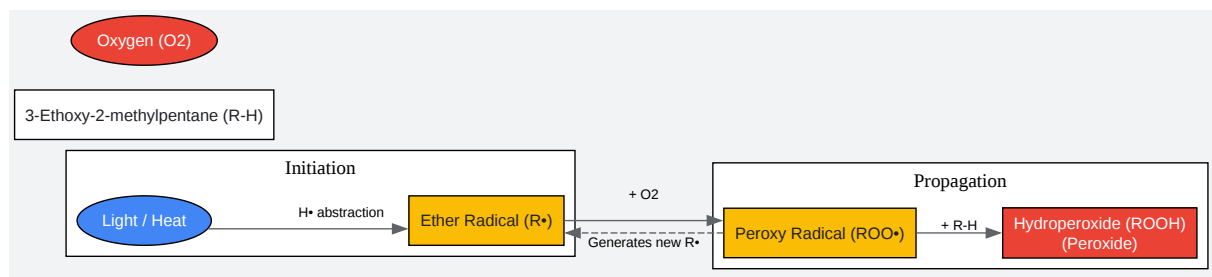 Oxygen (O2)
3-Ethoxy-2-methylpentane (R-H)
Initiation
Light / Heat
H• abstraction
Ether Radical (R•)
+ O2
Generates new R•
Propagation
Peroxy Radical (ROO•)
+ R-H
Hydroperoxide (ROOH)
(Peroxide)